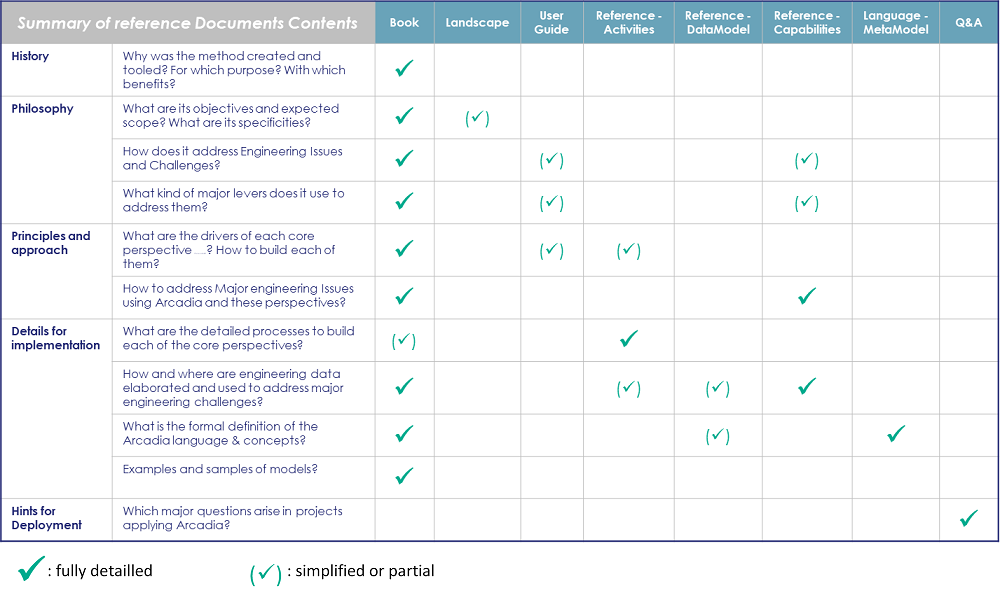 Summary of reference Documents Contents
Book
Landscape
User
Guide
Reference -
Activities
Reference -
DataModel
Reference -
Capabilities
Language -
MetaModel
Q&A
History
Why was the method created and
tooled? For which purpose? With which
benefits?
✓
Philosophy
What are its objectives and expected
scope? What are its specificities?
✓
(✓)
How does it address Engineering Issues
and Challenges?
✓
(✓)
(✓)
What kind of major levers does it use to
address them?
✓
(✓)
(✓)
Principles and
approach
What are the drivers of each core
perspective ......? How to build each of
them?
✓
(✓)
(✓)
How to address Major engineering Issues
using Arcadia and these perspectives?
✓
✓
Details for
implementation
What are the detailed processes to build
each of the core perspectives?
(✓)
✓
How and where are engineering data
elaborated and used to address major
engineering challenges?
✓
(✓)
(✓)
✓
What is the formal definition of the
Arcadia language & concepts?
✓
(✓)
✓
Examples and samples of models?
✓
Hints for
Deployment
Which major questions arise in projects
applying Arcadia?
✓
✓ : fully detailled
(✓) : simplified or partial